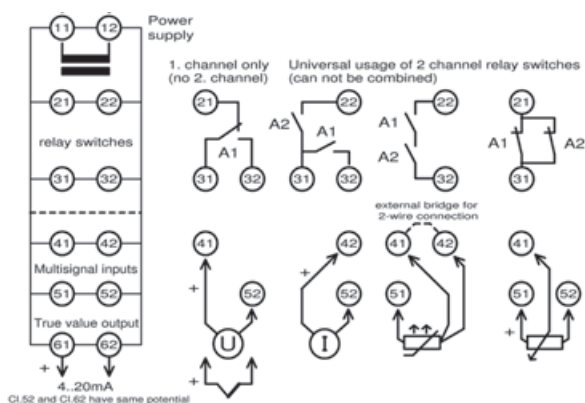 11 12 Power
supply
1. channel only
(no 2. channel)
Universal usage of 2 channel relay switches
(can not be combined)
21 22
21 22 22 21
relay switches
A1 A2 A1 A1 A2 A1 A2
31 32
31 32 31 32 32 31
external bridge for
2-wire connection
41 42
41 42 41 42 41
Multisignal inputs
+ +
51 52
52 52 51 51 52
True value output
61 62
U I +
+
+
4..20mA
Cl.52 and Cl.62 have same potential